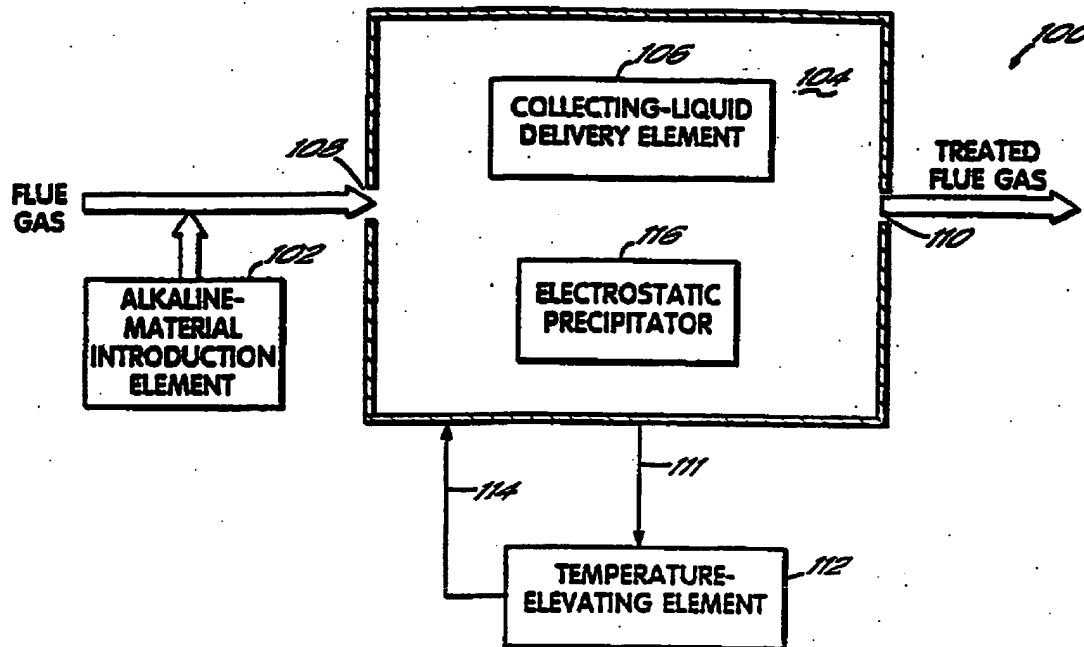 100
106
104
COLLECTING-LIQUID
DELIVERY ELEMENT
108
FLUE
GAS
TREATED
FLUE GAS
110
102
ALKALINE-
MATERIAL
INTRODUCTION
ELEMENT
116
ELECTROSTATIC
PRECIPITATOR
114
111
112
TEMPERATURE-
ELEVATING ELEMENT